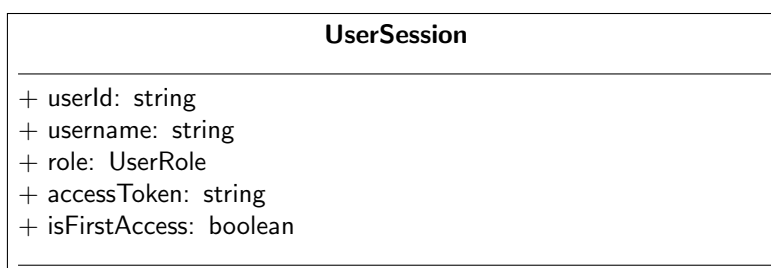 UserSession
+ userId: string
+ username: string
+ role: UserRole
+ accessToken: string
+ isFirstAccess: boolean